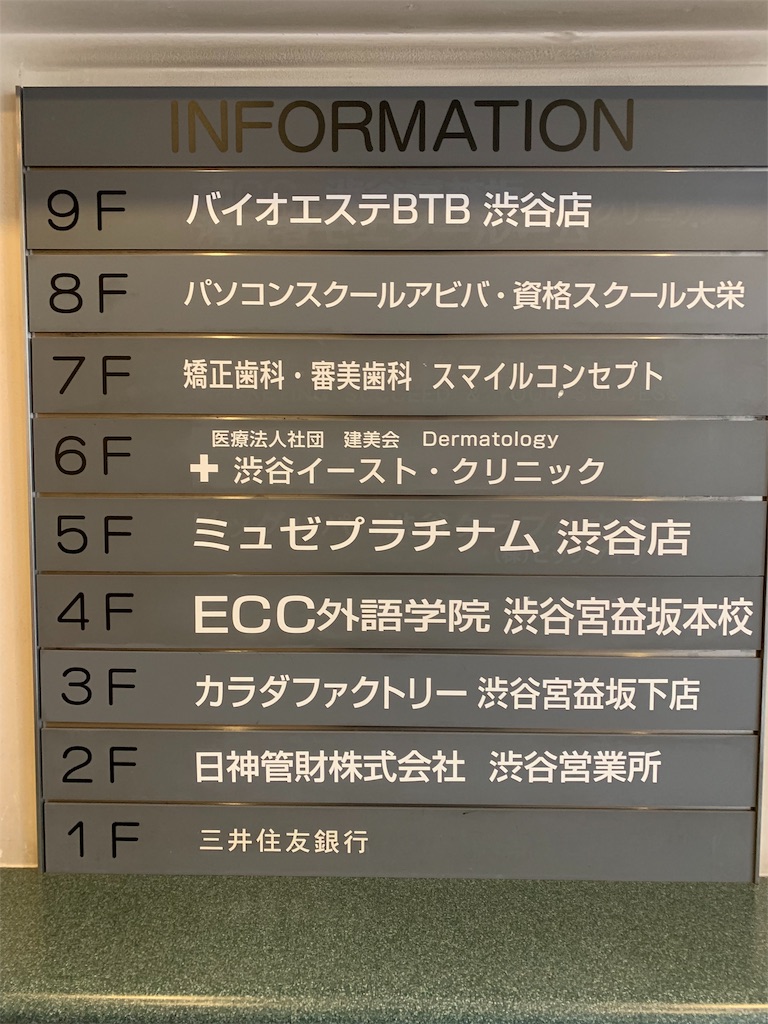 INFORMATION
9F バイオエステBTB 渋谷店
8F パソコンスクールアビバ・資格スクール大栄
7F 矯正歯科・審美歯科 スマイルコンセプト
6F 医療法人社団 建美会 Dermatology
✚ 渋谷イースト・クリニック
5F ミュゼプラチナム 渋谷店
4F ECC外語学院 渋谷宮益坂本校
3F カラダファクトリー 渋谷宮益坂下店
2F 日神管財株式会社 渋谷営業所
1F 三井住友銀行